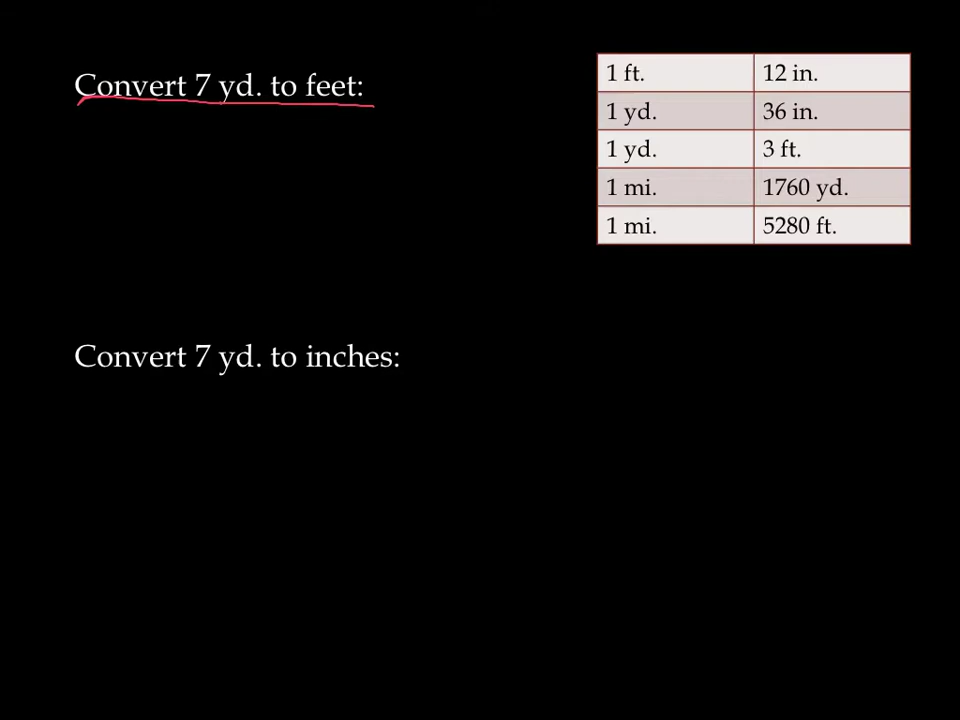 Convert 7 yd. to feet:
1 ft. 12 in.
1 yd. 36 in.
1 yd. 3 ft.
1 mi. 1760 yd.
1 mi. 5280 ft.
Convert 7 yd. to inches: